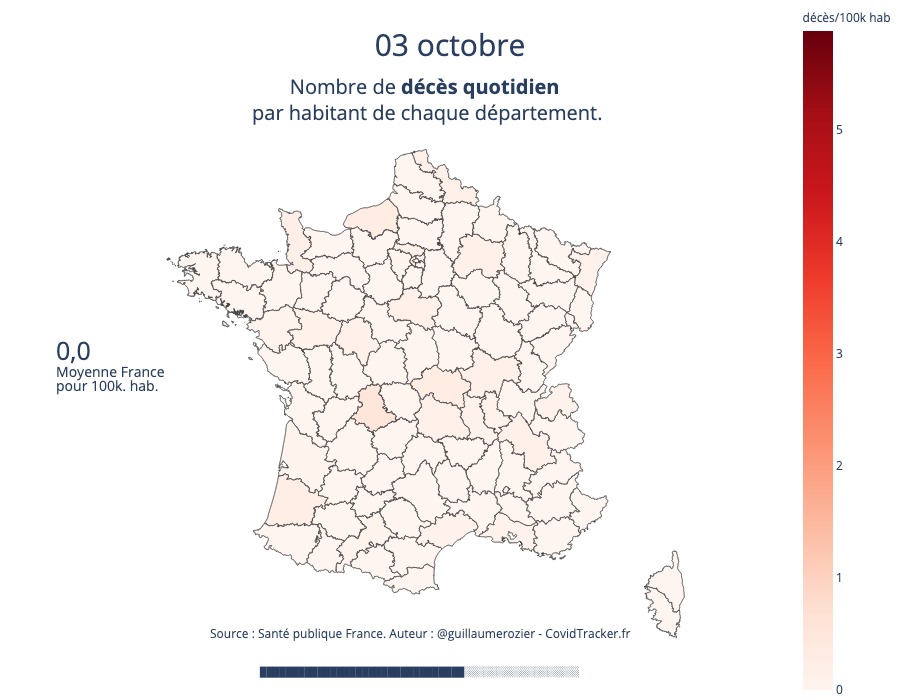 décès/100k hab
03 octobre
Nombre de décès quotidien
par habitant de chaque département.
5
4
3
2
1
0
0,0
Moyenne France
pour 100k. hab.
Source : Santé publique France. Auteur : @guillaumerozier - CovidTracker.fr